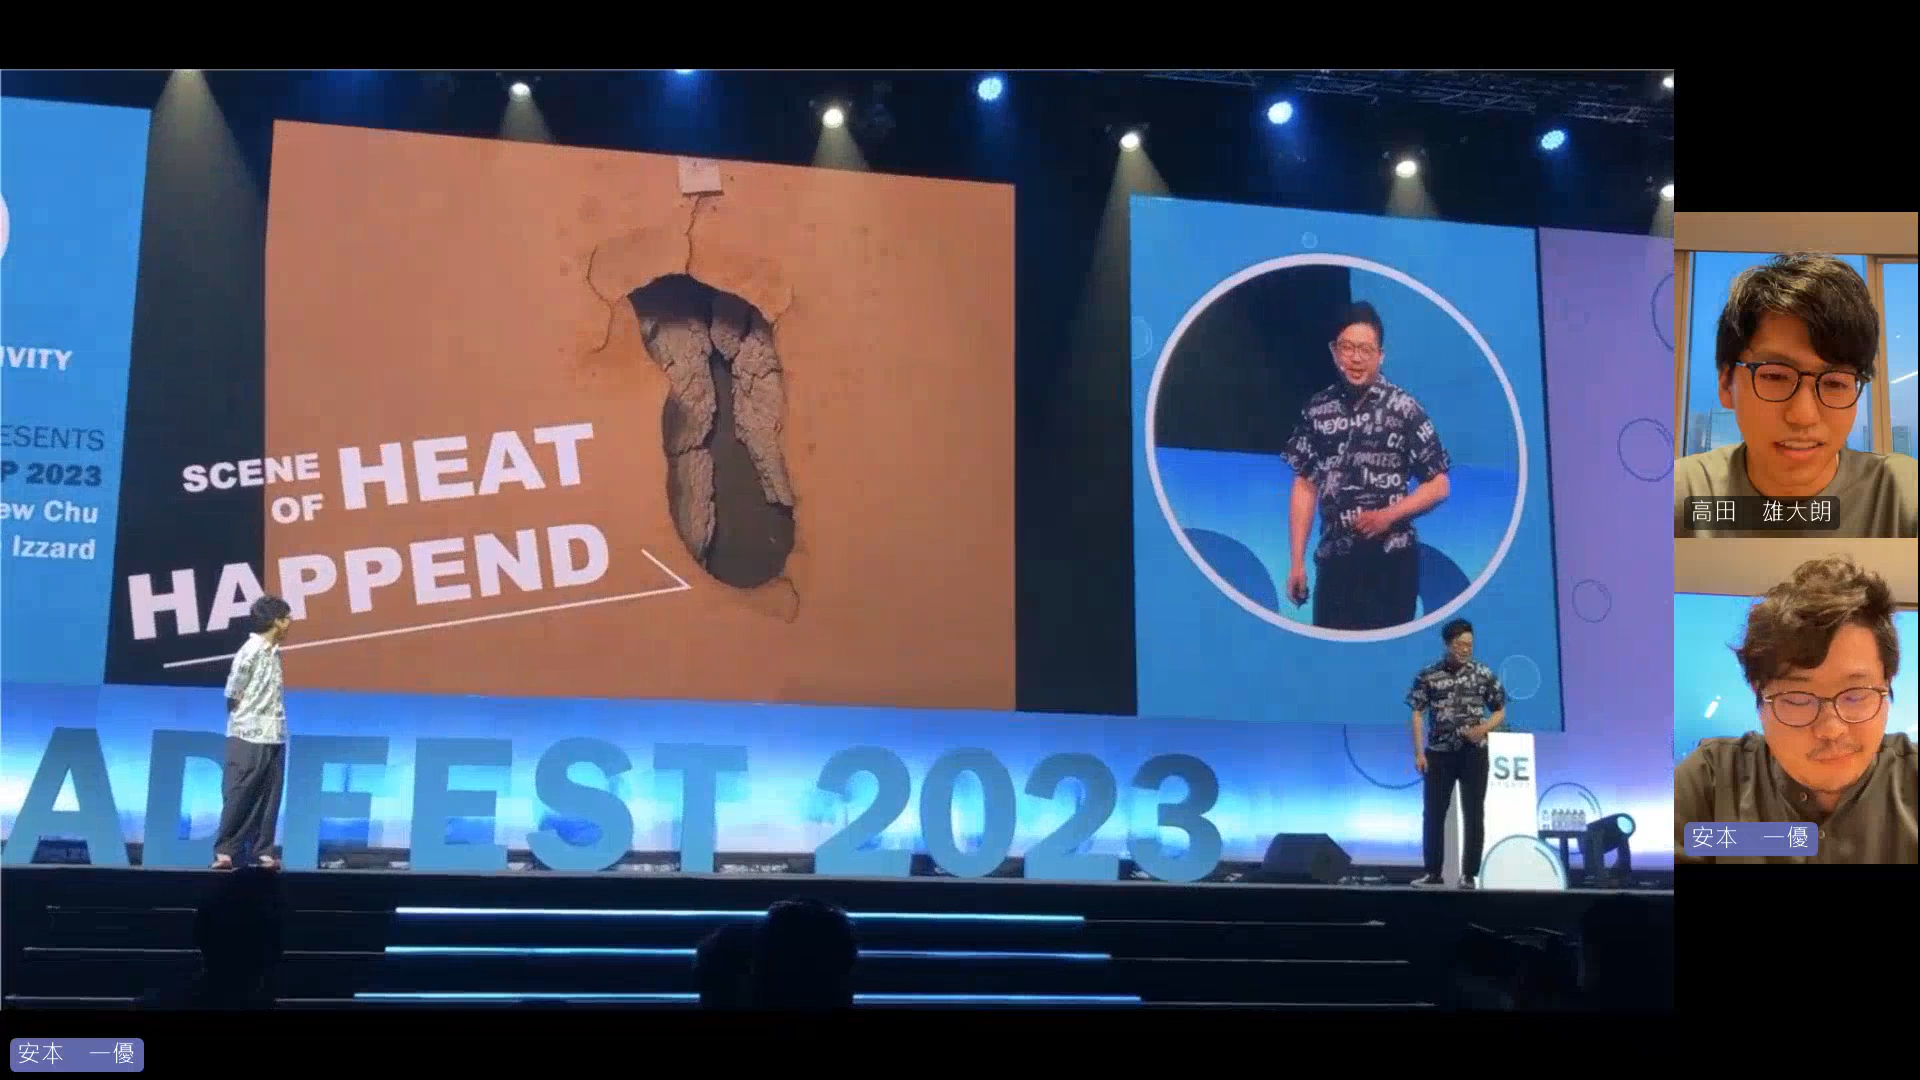 IVITY
ESENTS
P 2023
ew Chu
Izzard
SCENE
OF
HEAT
HAPPEND
ADFEST 2023
SE
高田　雄大朗
安本　一優
安本　一優